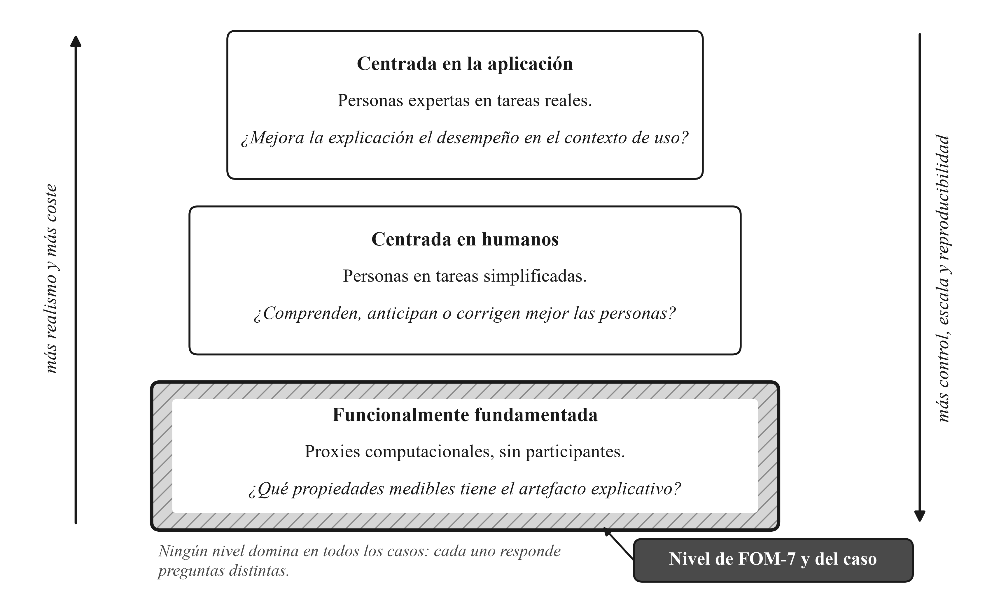 Centrada en la aplicación
Personas expertas en tareas reales.
¿Mejora la explicación el desempeño en el contexto de uso?
más realismo y más coste
más control, escala y reproducibilidad
Centrada en humanos
Personas en tareas simplificadas.
¿Comprenden, anticipan o corrigen mejor las personas?
Funcionalmente fundamentada
Proxies computacionales, sin participantes.
¿Qué propiedades medibles tiene el artefacto explicativo?
Ningún nivel domina en todos los casos: cada uno responde
preguntas distintas.
Nivel de FOM-7 y del caso